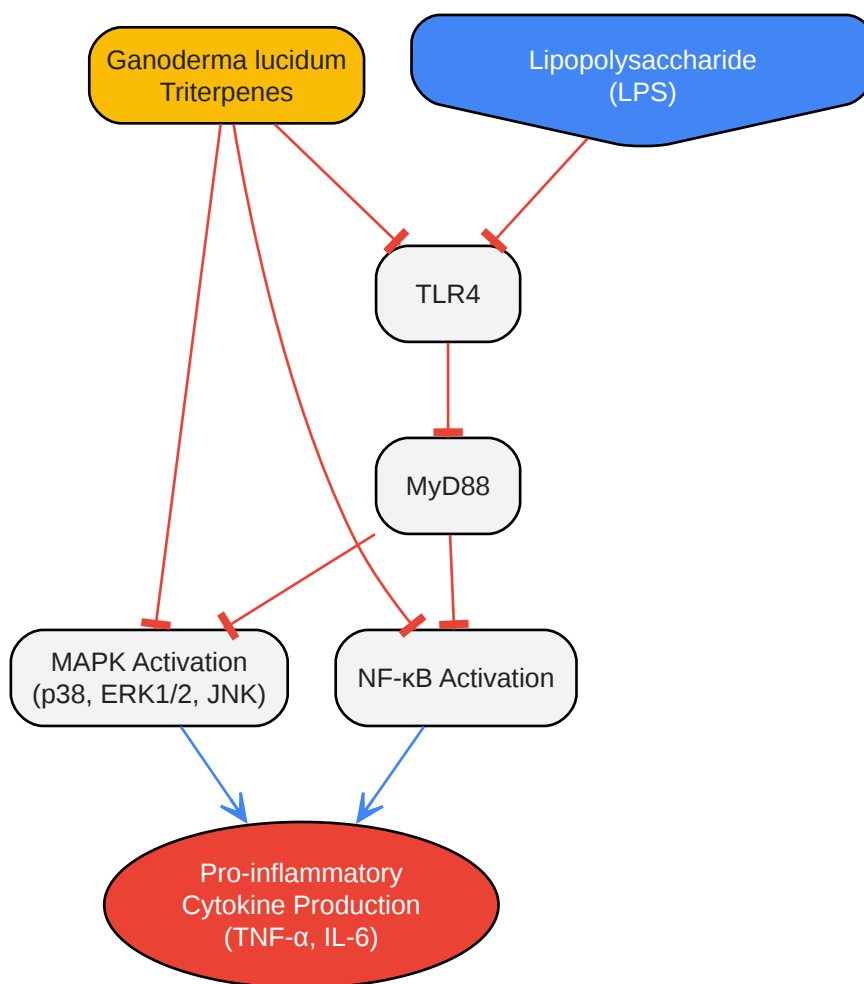 Ganoderma lucidum
Triterpenes
Lipopolysaccharide
(LPS)
TLR4
MyD88
MAPK Activation
(p38, ERK1/2, JNK)
NF-κB Activation
Pro-inflammatory
Cytokine Production
(TNF-α, IL-6)